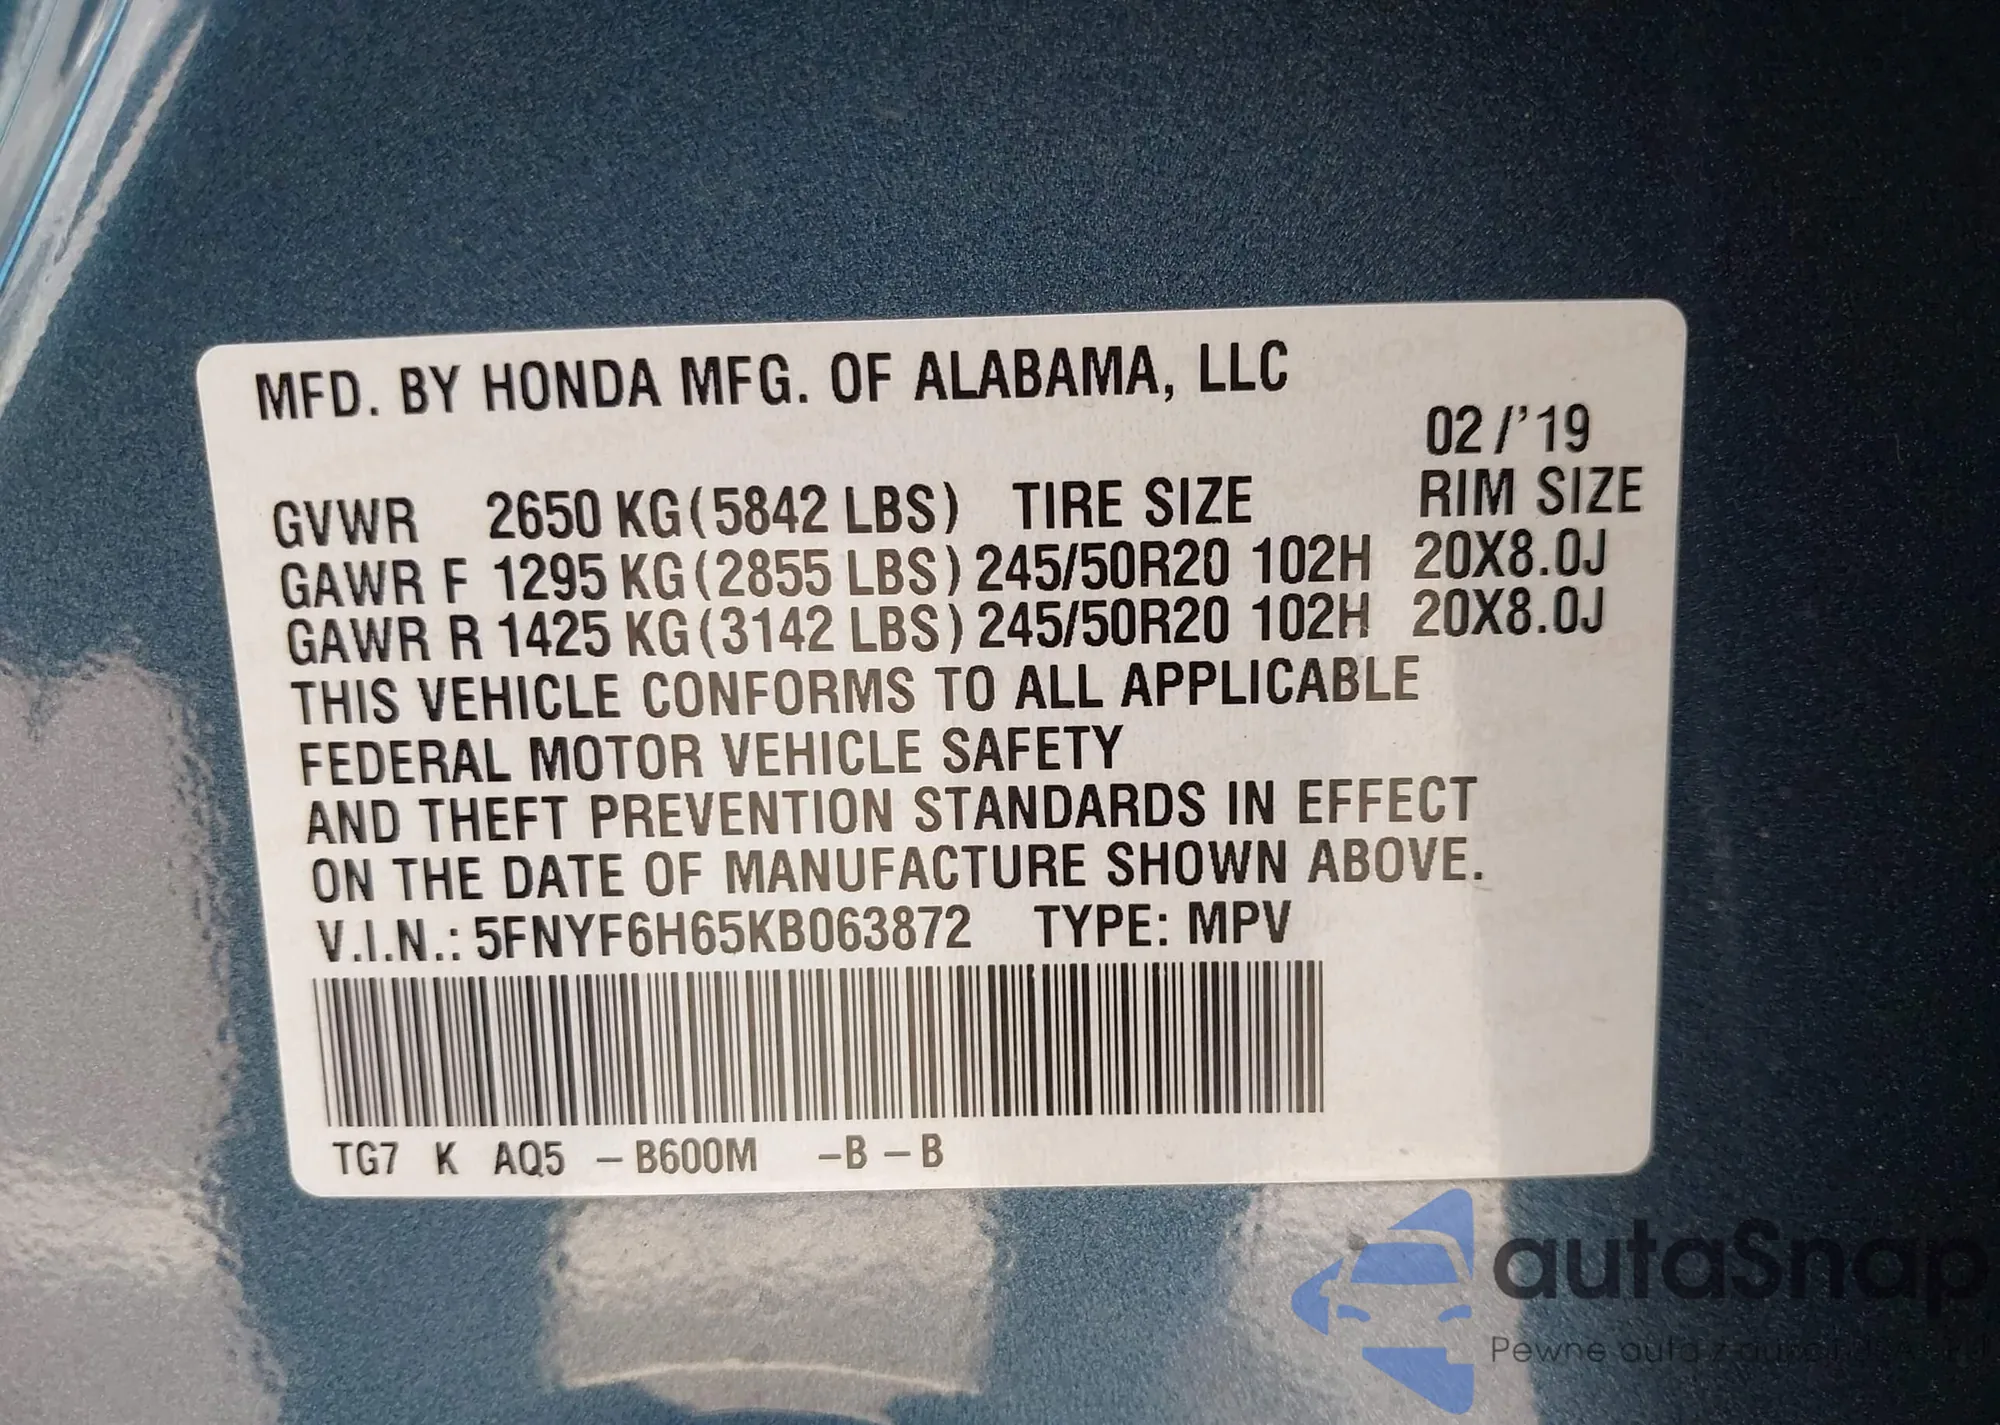 MFD. BY HONDA MFG. OF ALABAMA, LLC
02/'19
GVWR 2650 KG(5842 LBS) TIRE SIZE RIM SIZE
GAWR F 1295 KG(2855 LBS) 245/50R20 102H 20X8.0J
GAWR R 1425 KG(3142 LBS) 245/50R20 102H 20X8.0J
THIS VEHICLE CONFORMS TO ALL APPLICABLE
FEDERAL MOTOR VEHICLE SAFETY
AND THEFT PREVENTION STANDARDS IN EFFECT
ON THE DATE OF MANUFACTURE SHOWN ABOVE.
V.I.N.: 5FNYF6H65KB063872 TYPE: MPV
TG7 K AQ5 -B600M -B -B
autaSnap
Pewne auta z